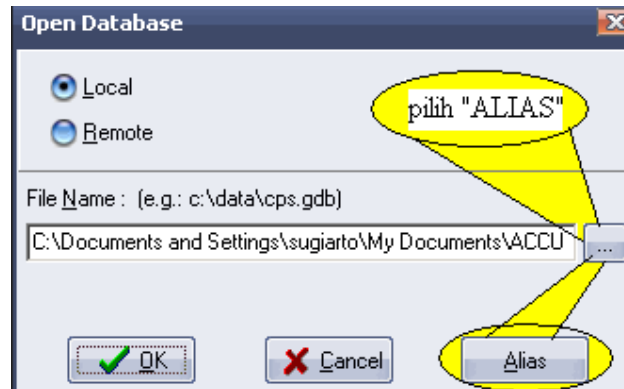 Open Database
Local
pilih "ALIAS"
Remote
File Name : (e.g.: c:\data\cps.gdb)
C:\Documents and Settings\sugiarto\My Documents\ACCU
...
OK
Cancel
Alias